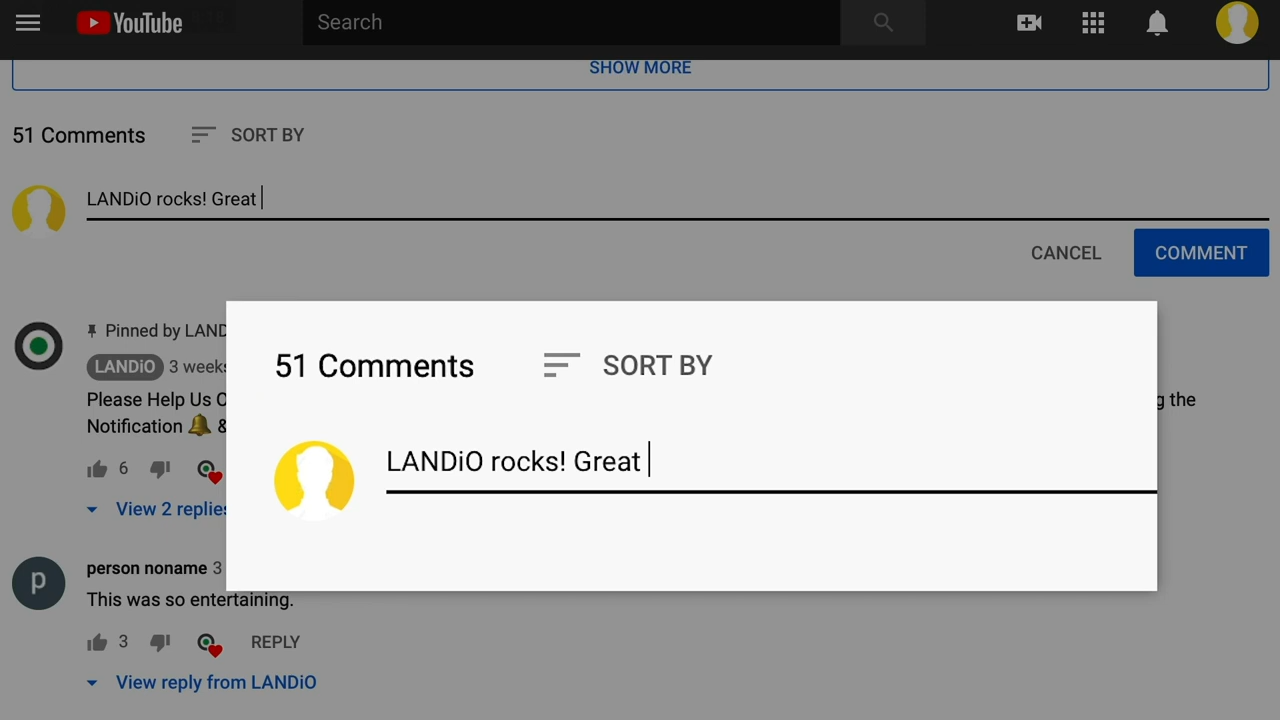 YouTube
Search
SHOW MORE
51 Comments SORT BY
LANDiO rocks! Great
CANCEL COMMENT
Pinned by LAND
LANDiO 3 weeks
Please Help Us
g the
Notification 🔔 &
6
View 2 replies
51 Comments SORT BY
LANDiO rocks! Great
p
person noname 3
This was so entertaining.
3 REPLY
View reply from LANDiO